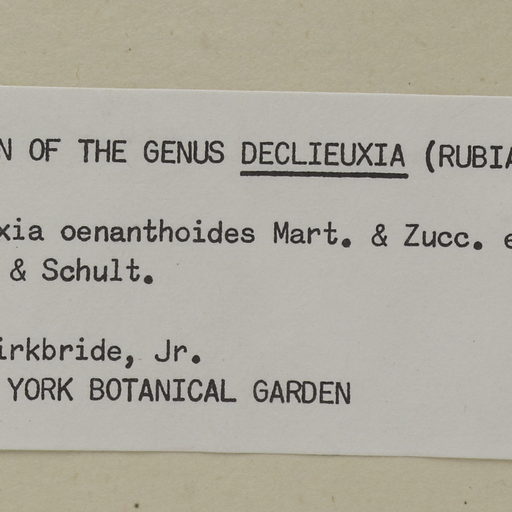 N OF THE GENUS DECLIEUXIA (RUBIA
xia oenanthoides Mart. & Zucc. e
& Schult.
irkbride, Jr.
YORK BOTANICAL GARDEN